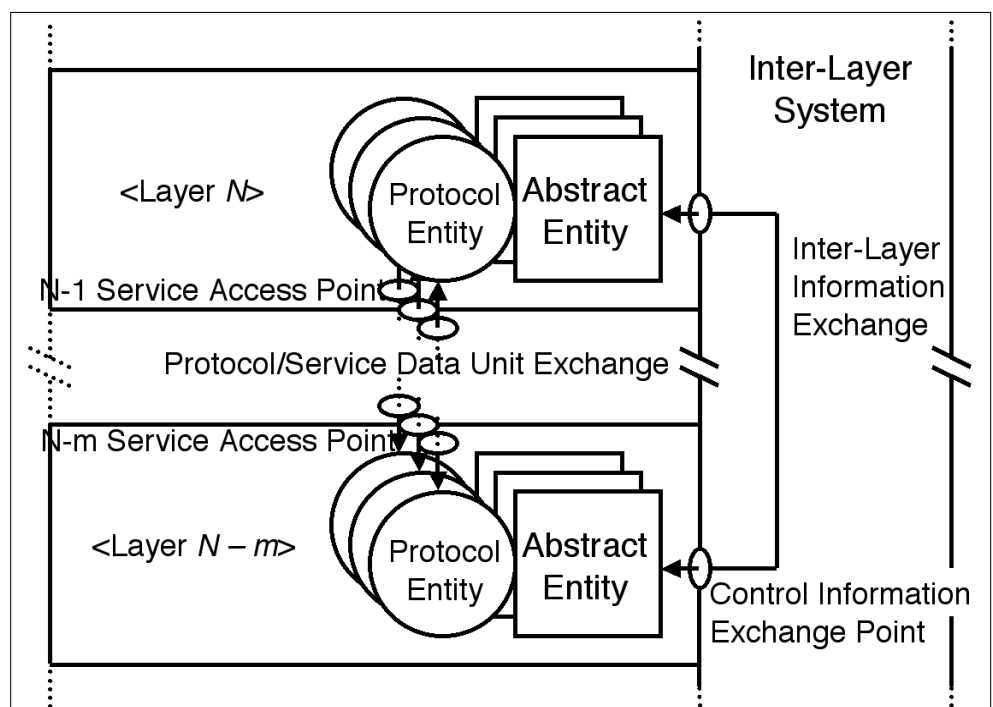 Inter-Layer
System
<Layer N>
Protocol
Entity
Abstract
Entity
Inter-Layer
Information
Exchange
N-1 Service Access Point
Protocol/Service Data Unit Exchange
N-m Service Access Point
<Layer N – m>
Protocol
Entity
Abstract
Entity
Control Information
Exchange Point